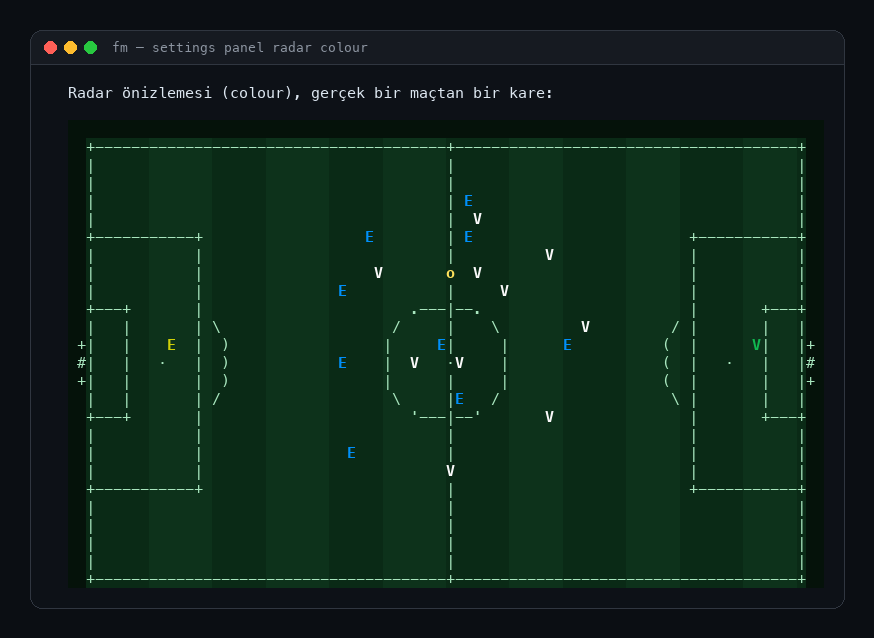 fm — settings panel radar colour
Radar önizlemesi (colour), gerçek bir maçtan bir kare:
+---------------------------------------+--------------------------------------+
| | |
| | |
| | E |
| | V |
+-----------+ E | E +-----------+
| | | V | |
| | V o V | |
| | E | V | |
+---+ | .---|--. | +---+
| | | \ / | \ V / | | |
+| | E | ) | E| | E ( | V| |+
#| | · | ) E | V ·V | ( | · | |#
+| | | ) | | | ( | | |+
| | | / \ |E / \ | | |
+---+ | '---|--' V | +---+
| | | | |
| | E | | |
| | V | |
+-----------+ | +-----------+
| | |
| | |
| | |
| | |
+---------------------------------------+--------------------------------------+